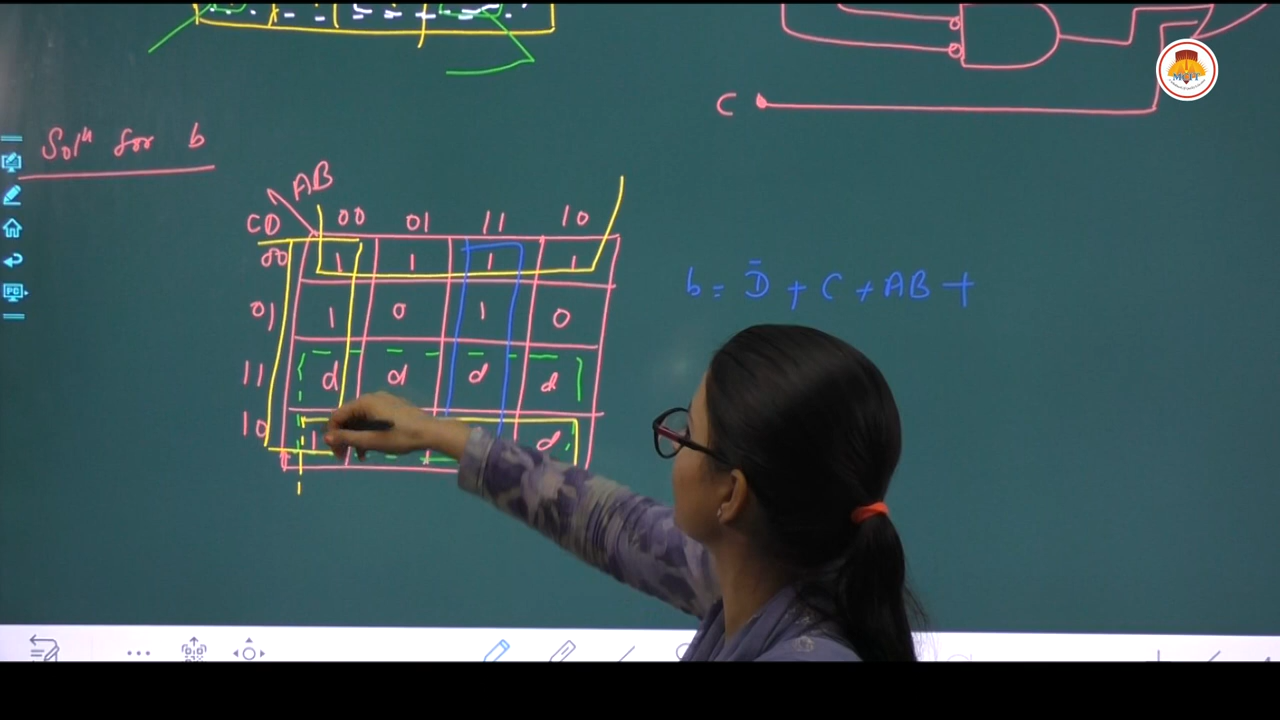 C
Solⁿ for b
AB
CD 00 01 11 10
00 1 1 1 1
01 1 0 1 0
11 d d d d
10 1 d
b = D̄ + C + AB +
PC